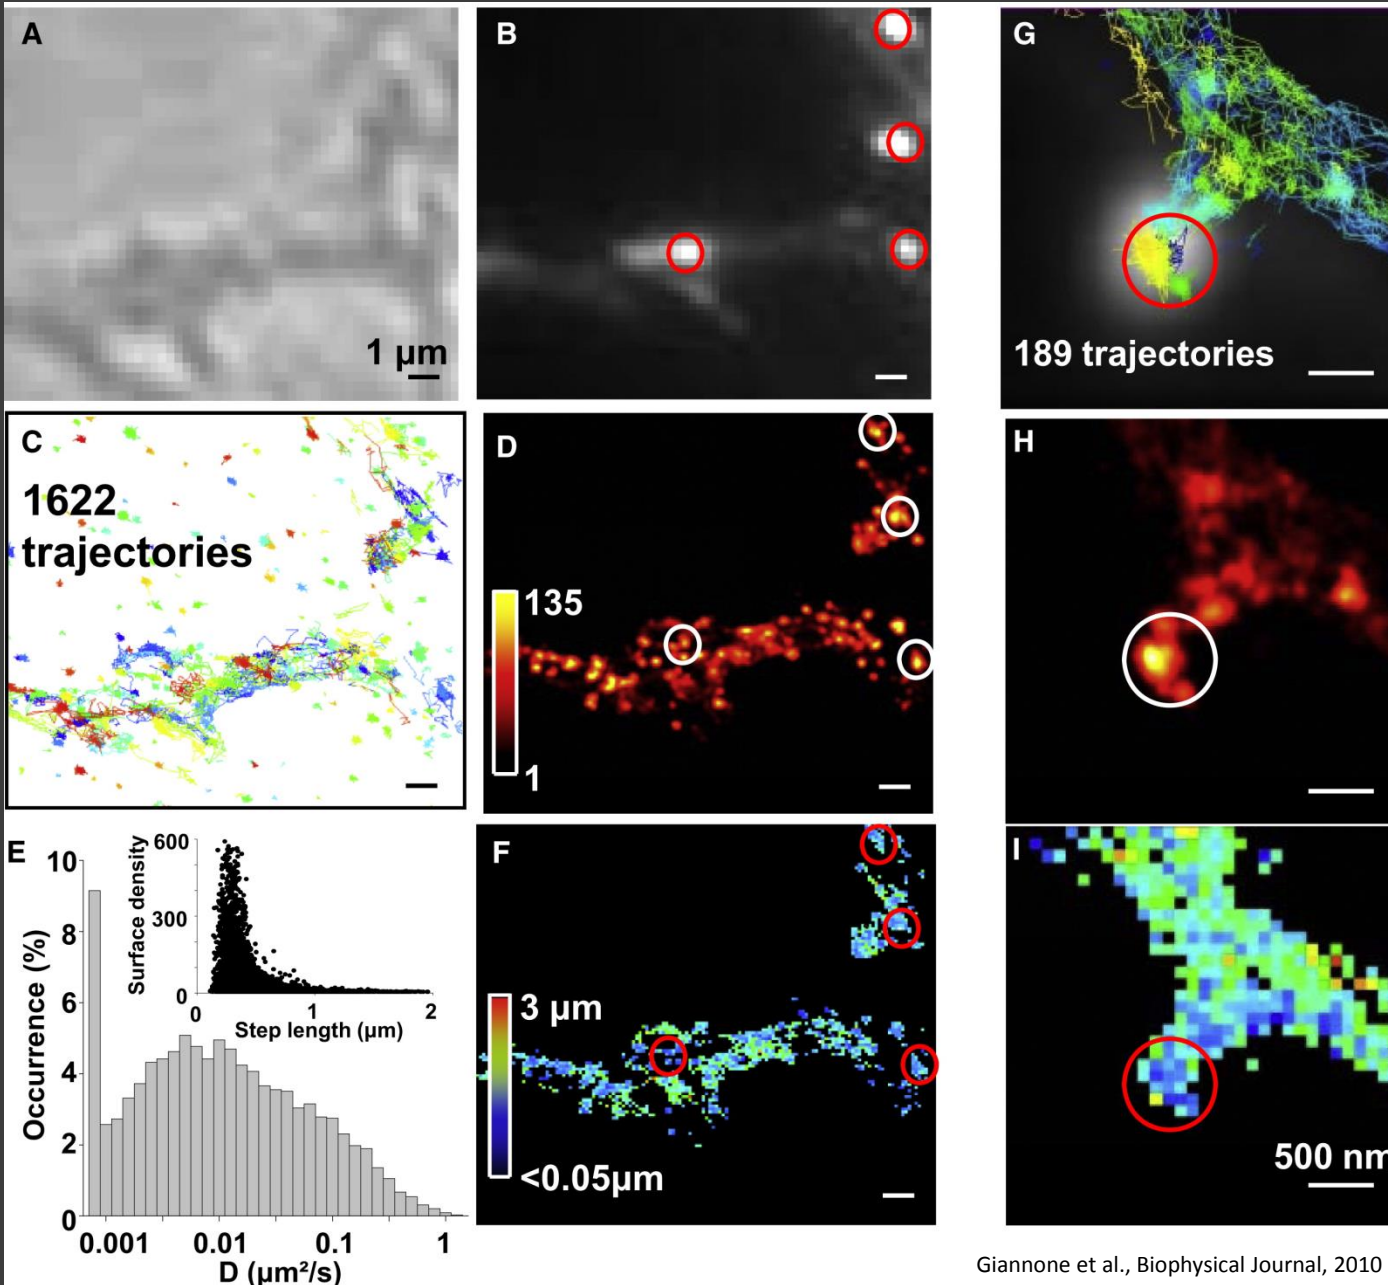 A
1 µm
B
G
189 trajectories
C
1622
trajectories
D
135
1
H
E
10
8
6
4
2
0
Occurrence (%)
0.001 0.01 0.1 1
D (µm²/s)
600
300
0
Surface density
0 1 2
Step length (µm)
F
3 µm
<0.05µm
I
500 nm
Giannone et al., Biophysical Journal, 2010